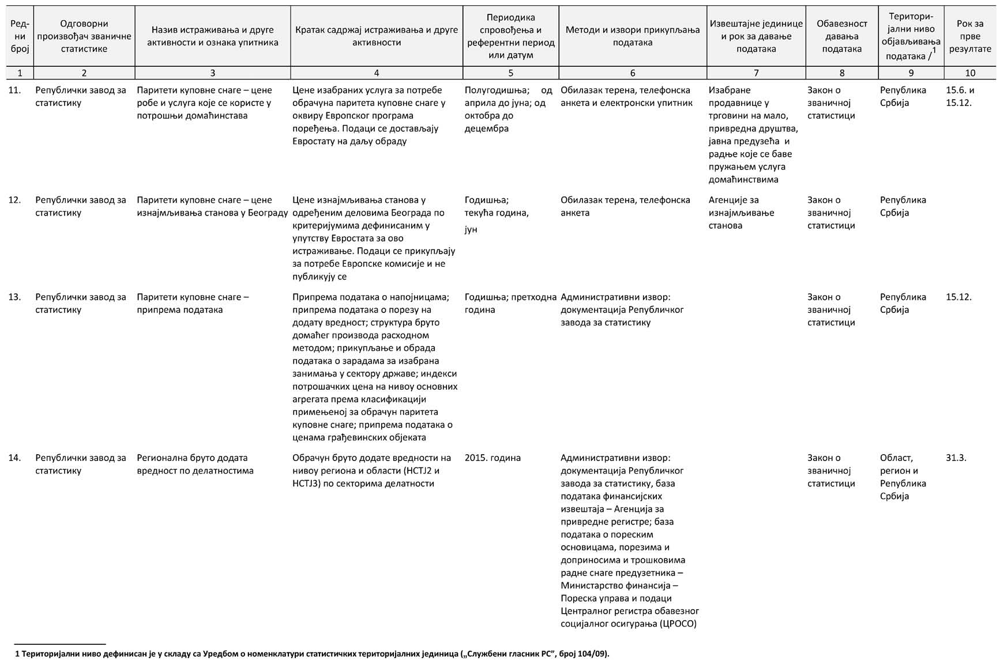 Ред-
ни
број
Одговорни
произвођач званичне
статистике
Назив истраживања и друге
активности и ознака упитника
Кратак садржај истраживања и друге
активности
Периодика
спровођења и
референтни период
или датум
Методи и извори прикупљања
података
Извештајне јединице
и рок за давање
података
Обавезност
давања
података
Територи-
јални ниво
објављивања
података /1
Рок за
прве
резултате
1 2 3 4 5 6 7 8 9 10
11.
Републички завод за
статистику
Паритети куповне снаге – цене
робе и услуга које се користе у
потрошњи домаћинстава
Цене изабраних услуга за потребе
обрачуна паритета куповне снаге у
оквиру Европског програма
поређења. Подаци се достављају
Евростату на даљу обраду
Полугодишња; од
априла до јуна; од
октобра до
децембра
Обилазак терена, телефонска
анкета и електронски упитник
Изабране
продавнице у
трговини на мало,
привредна друштва,
јавна предузећа и
радње које се баве
пружањем услуга
домаћинствима
Закон о
званичној
статистици
Република
Србија
15.6. и
15.12.
12.
Републички завод за
статистику
Паритети куповне снаге – цене
изнајмљивања станова у Београду
Цене изнајмљивања станова у
одређеним деловима Београда по
критеријумима дефинисаним у
упутству Евростата за ово
истраживање. Подаци се прикупљају
за потребе Европске комисије и не
публикују се
Годишња;
текућа година,
јун
Обилазак терена, телефонска
анкета
Агенције за
изнајмљивање
станова
Закон о
званичној
статистици
Република
Србија
13.
Републички завод за
статистику
Паритети куповне снаге –
припрема података
Припрема података о напојницама;
припрема података о порезу на
додату вредност; структура бруто
домаћег производа расходном
методом; прикупљање и обрада
података о зарадама за изабрана
занимања у сектору државе; индекси
потрошачких цена на нивоу основних
агрегата према класификацији
примењеној за обрачун паритета
куповне снаге; припрема података о
ценама грађевинских објеката
Годишња; претходна
година
Административни извор:
документација Републичког
завода за статистику
Закон о
званичној
статистици
Република
Србија
15.12.
14.
Републички завод за
статистику
Регионална бруто додата
вредност по делатностима
Обрачун бруто додате вредности на
нивоу региона и области (НСТЈ2 и
НСТЈ3) по секторима делатности
2015. година
Административни извор:
документација Републичког
завода за статистику, база
података финансијских
извештаја – Агенција за
привредне регистре; база
података о пореским
основицама, порезима и
доприносима и трошковима
радне снаге предузетника –
Министарство финансија –
Пореска управа и подаци
Централног регистра обавезног
социјалног осигурања (ЦРОСО)
Закон о
званичној
статистици
Област,
регион и
Република
Србија
31.3.
1 Територијални ниво дефинисан је у складу са Уредбом о номенклатури статистичких територијалних јединица („Службени гласник РС”, број 104/09).